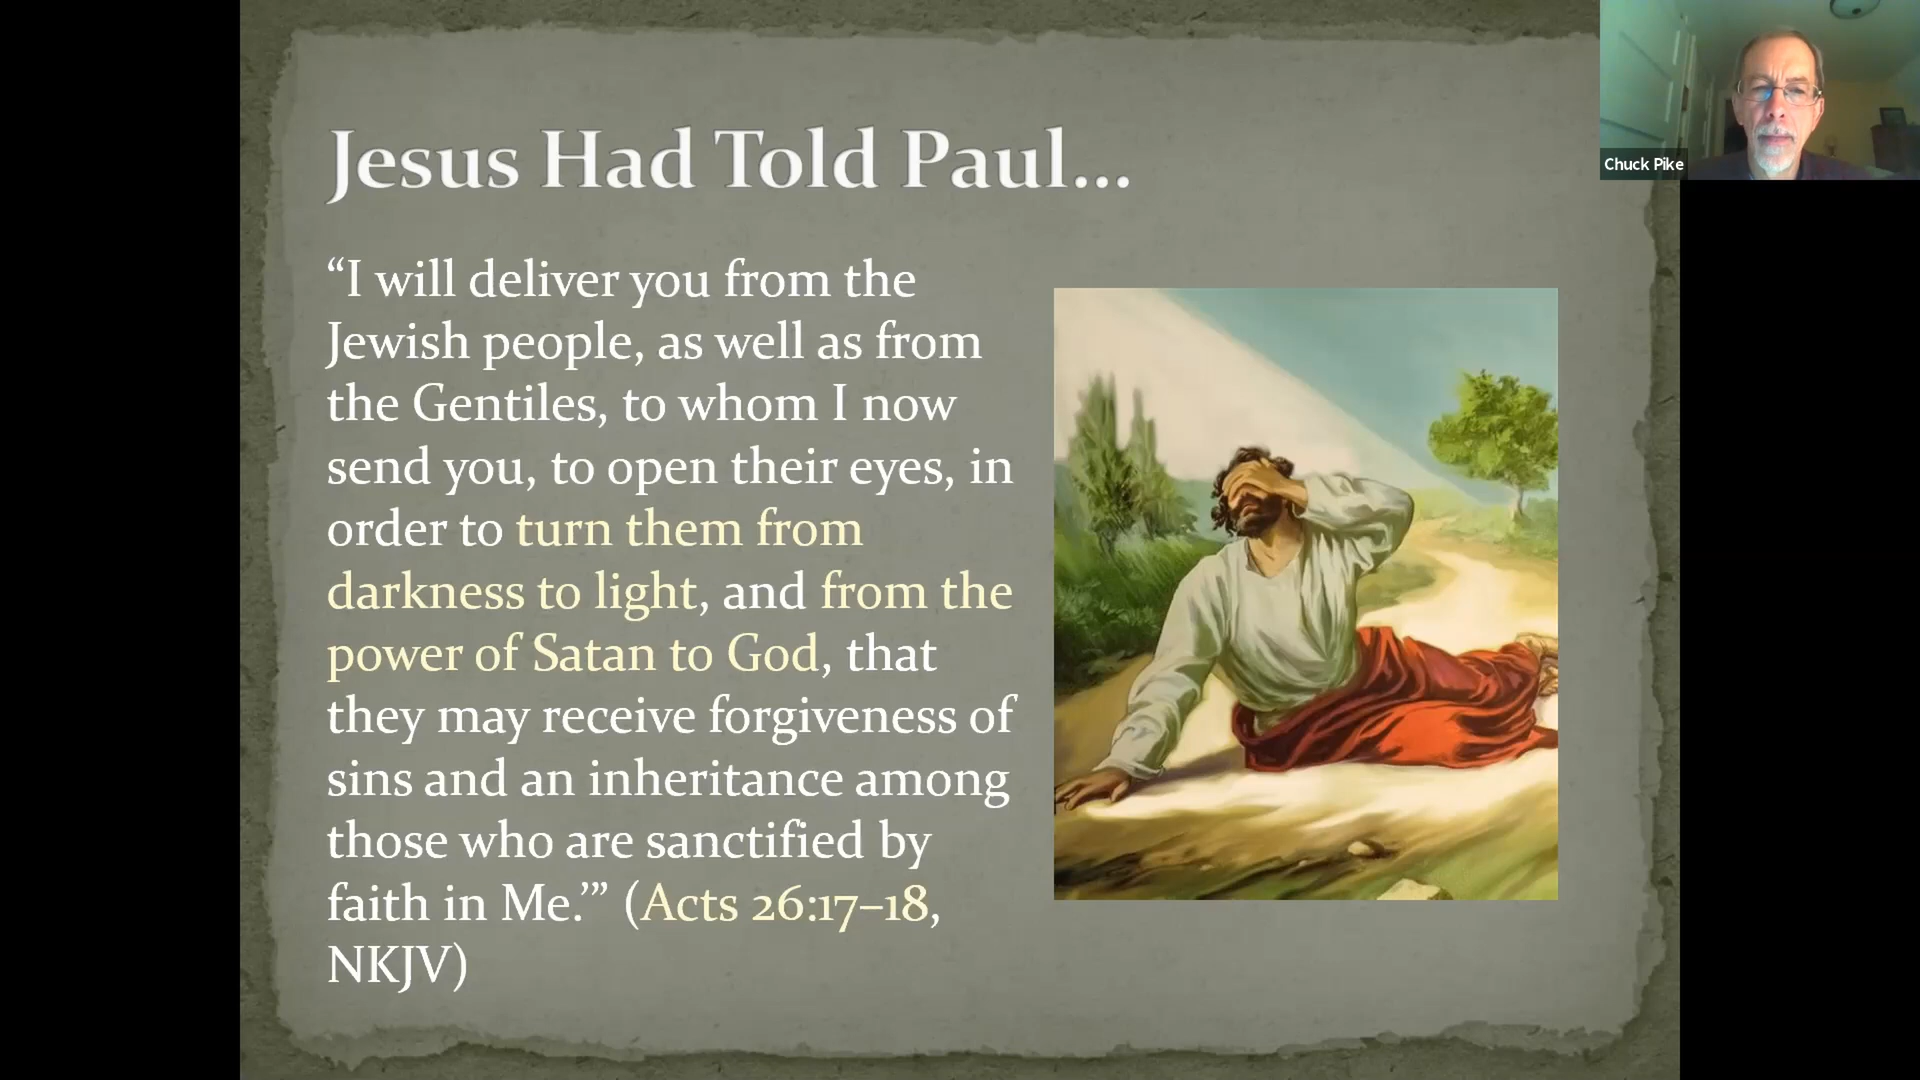 Jesus Had Told Paul...
“I will deliver you from the
Jewish people, as well as from
the Gentiles, to whom I now
send you, to open their eyes, in
order to turn them from
darkness to light, and from the
power of Satan to God, that
they may receive forgiveness of
sins and an inheritance among
those who are sanctified by
faith in Me.’” (Acts 26:17–18,
NKJV)
Chuck Pike